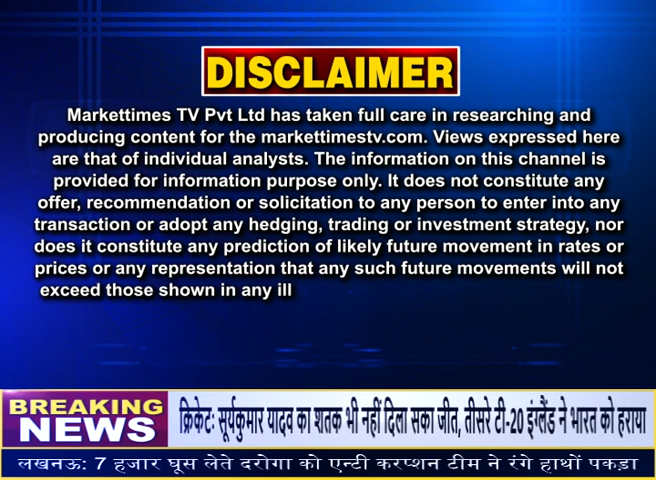 DISCLAIMER
Markettimes TV Pvt Ltd has taken full care in researching and
producing content for the markettimestv.com. Views expressed here
are that of individual analysts. The information on this channel is
provided for information purpose only. It does not constitute any
offer, recommendation or solicitation to any person to enter into any
transaction or adopt any hedging, trading or investment strategy, nor
does it constitute any prediction of likely future movement in rates or
prices or any representation that any such future movements will not
exceed those shown in any ill
BREAKING
NEWS
क्रिकेटः सूर्यकुमार यादव का शतक भी नहीं दिला सका जीत, तीसरे टी-20 इंग्लैंड ने भारत को हराया
लखनऊ: 7 हजार घूस लेते दरोगा को एन्टी करप्शन टीम ने रंगे हाथों पकड़ा